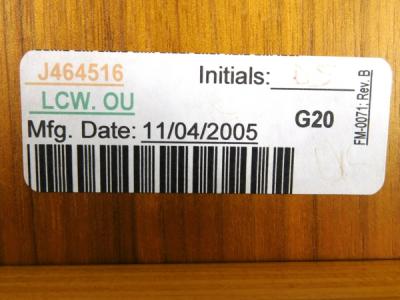 J464516 Initials:
LCW. OU
Mfg. Date: 11/04/2005 G20
FM-0071; Rev. B